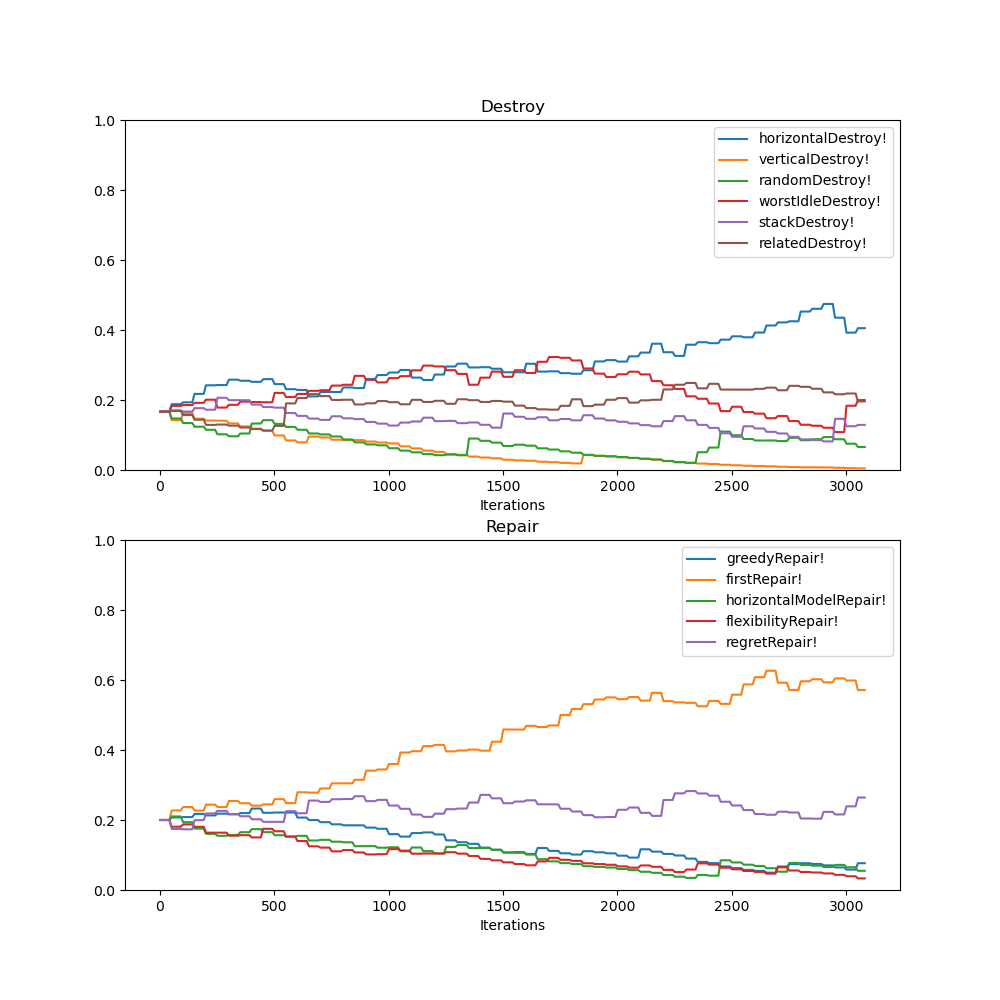 Destroy
1.0
0.8
0.6
0.4
0.2
0.0
horizontalDestroy!
verticalDestroy!
randomDestroy!
worstIdleDestroy!
stackDestroy!
relatedDestroy!
0 500 1000 1500 2000 2500 3000
Iterations
Repair
1.0
0.8
0.6
0.4
0.2
0.0
greedyRepair!
firstRepair!
horizontalModelRepair!
flexibilityRepair!
regretRepair!
0 500 1000 1500 2000 2500 3000
Iterations